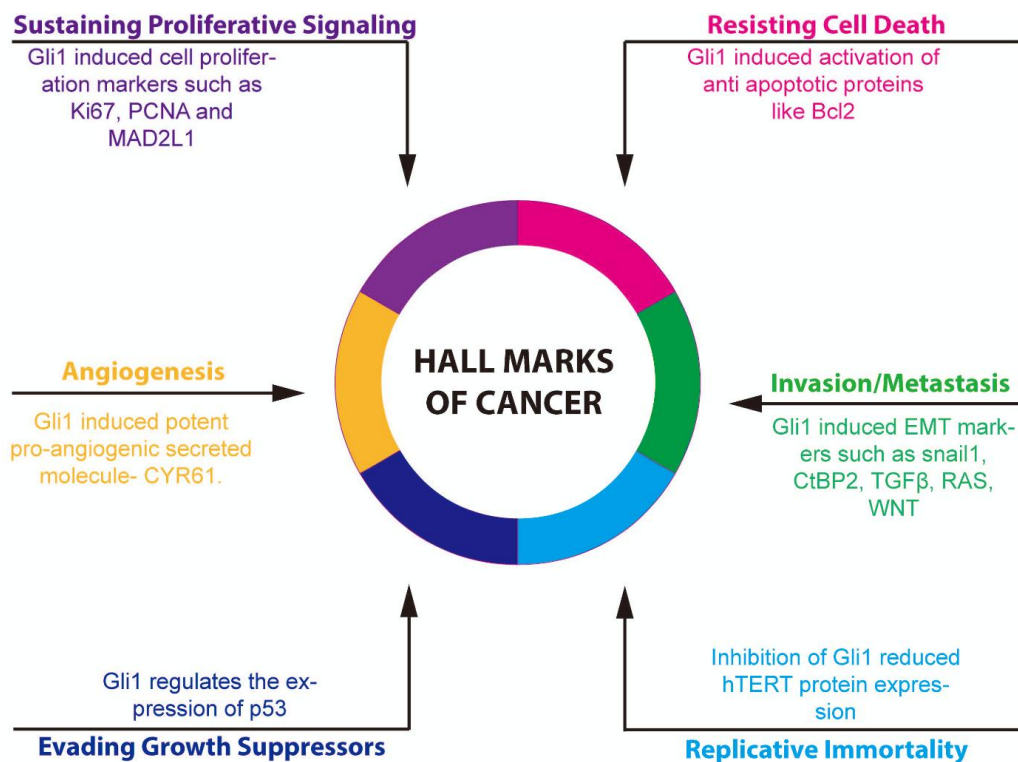 Sustaining Proliferative Signaling
Gli1 induced cell prolifer-
ation markers such as
Ki67, PCNA and
MAD2L1
Resisting Cell Death
Gli1 induced activation of
anti apoptotic proteins
like Bcl2
HALL MARKS
OF CANCER
Angiogenesis
Gli1 induced potent
pro-angiogenic secreted
molecule- CYR61.
Invasion/Metastasis
Gli1 induced EMT mark-
ers such as snail1,
CtBP2, TGFβ, RAS,
WNT
Gli1 regulates the ex-
pression of p53
Evading Growth Suppressors
Inhibition of Gli1 reduced
hTERT protein expres-
sion
Replicative Immortality